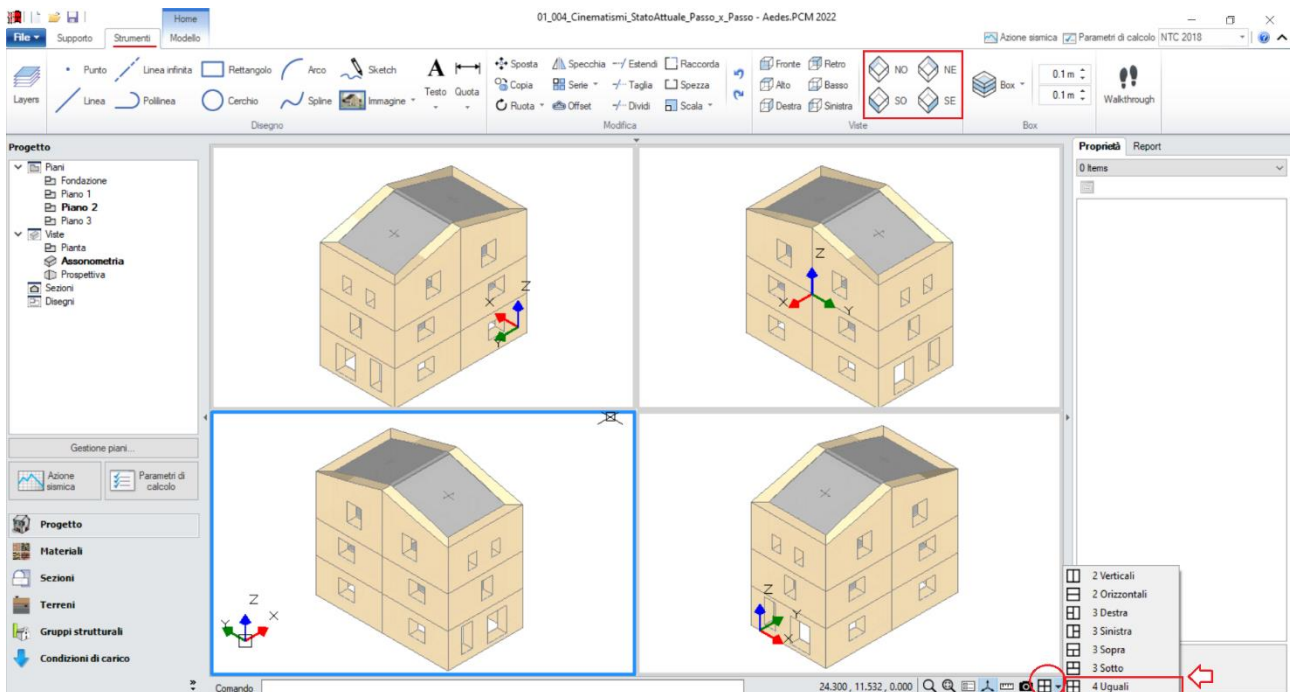 Home
01_004_Cinematismi_StatoAttuale_Passo_x_Passo - Aedes.PCM 2022
File Supporto Strumenti Modello
Azione sismica Parametri di calcolo NTC 2018
Layers
Punto Linea infinita Rettangolo Arco Sketch
Linea Polilinea Cerchio Spline Immagine
A
Testo Quota
Sposta Specchia Estendi Raccorda
Copia Serie Taglia Spezza
Ruota Offset Dividi Scala
Fronte Retro
Alto Basso
Destra Sinistra
NO NE
SO SE
Box
0.1 m
0.1 m
Walkthrough
Disegno Modifica Viste Box
Progetto
Piani
Fondazione
Piano 1
Piano 2
Piano 3
Viste
Pianta
Assonometria
Prospettiva
Sezioni
Disegni
Gestione piani...
Azione sismica
Parametri di calcolo
Progetto
Materiali
Sezioni
Terreni
Gruppi strutturali
Condizioni di carico
X Z
Y
Z
X Y
Z
Y X
Z
Y
X
Proprietà Report
0 Items
2 Verticali
2 Orizzontali
3 Destra
3 Sinistra
3 Sopra
3 Sotto
4 Uguali
Comando
24.300 , 11.532 , 0.000